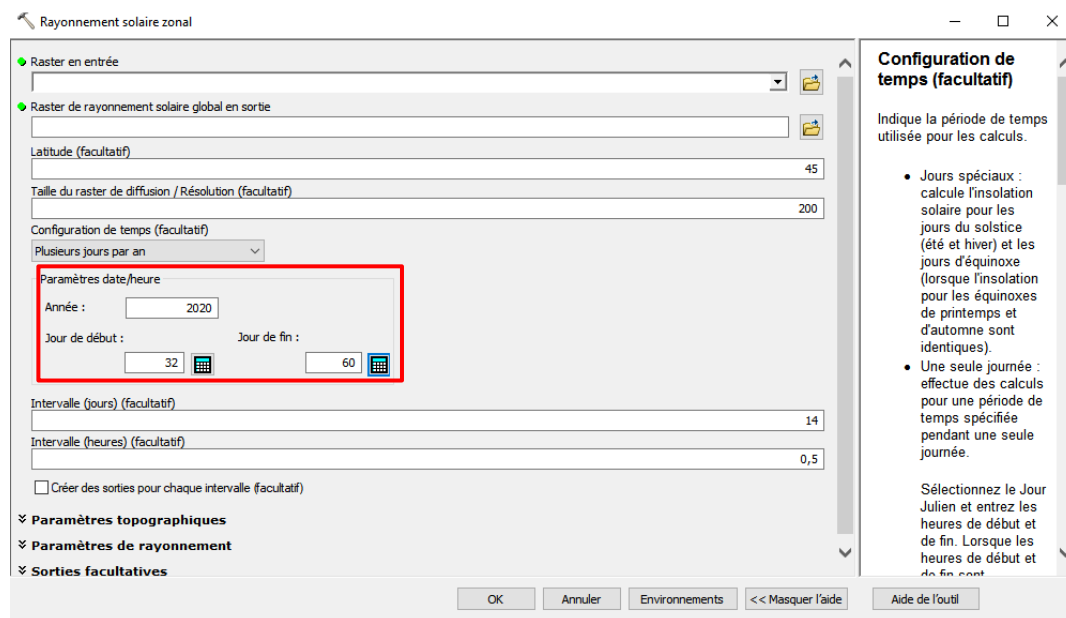 Rayonnement solaire zonal
Raster en entrée
Raster de rayonnement solaire global en sortie
Latitude (facultatif)
45
Taille du raster de diffusion / Résolution (facultatif)
200
Configuration de temps (facultatif)
Plusieurs jours par an
Paramètres date/heure
Année :
2020
Jour de début :
Jour de fin :
32
60
Intervalle (jours) (facultatif)
14
Intervalle (heures) (facultatif)
0,5
Créer des sorties pour chaque intervalle (facultatif)
Paramètres topographiques
Paramètres de rayonnement
Sorties facultatives
Configuration de
temps (facultatif)
Indique la période de temps
utilisée pour les calculs.
• Jours spéciaux :
calcule l'insolation
solaire pour les
jours du solstice
(été et hiver) et les
jours d'équinoxe
(lorsque l'insolation
pour les équinoxes
de printemps et
d'automne sont
identiques).
• Une seule journée :
effectue des calculs
pour une période de
temps spécifiée
pendant une seule
journée.
Sélectionnez le Jour
Julien et entrez les
heures de début et
de fin. Lorsque les
heures de début et
de fin sont
OK
Annuler
Environnements
<< Masquer l'aide
Aide de l'outil